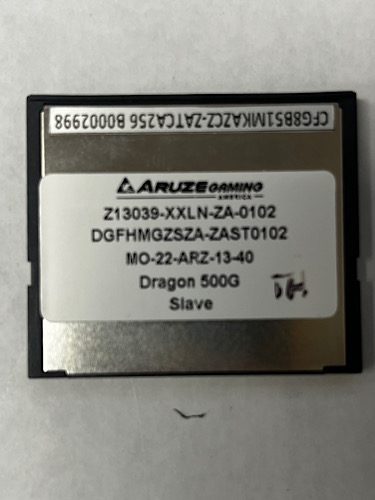 CFG8B51MKAZCZ-ZATCA256 B0002998
ARUZE GAMING
AMERICA
Z13039-XXLN-ZA-0102
DGFHMGZSZA-ZAST0102
MO-22-ARZ-13-40
Dragon 500G
Slave